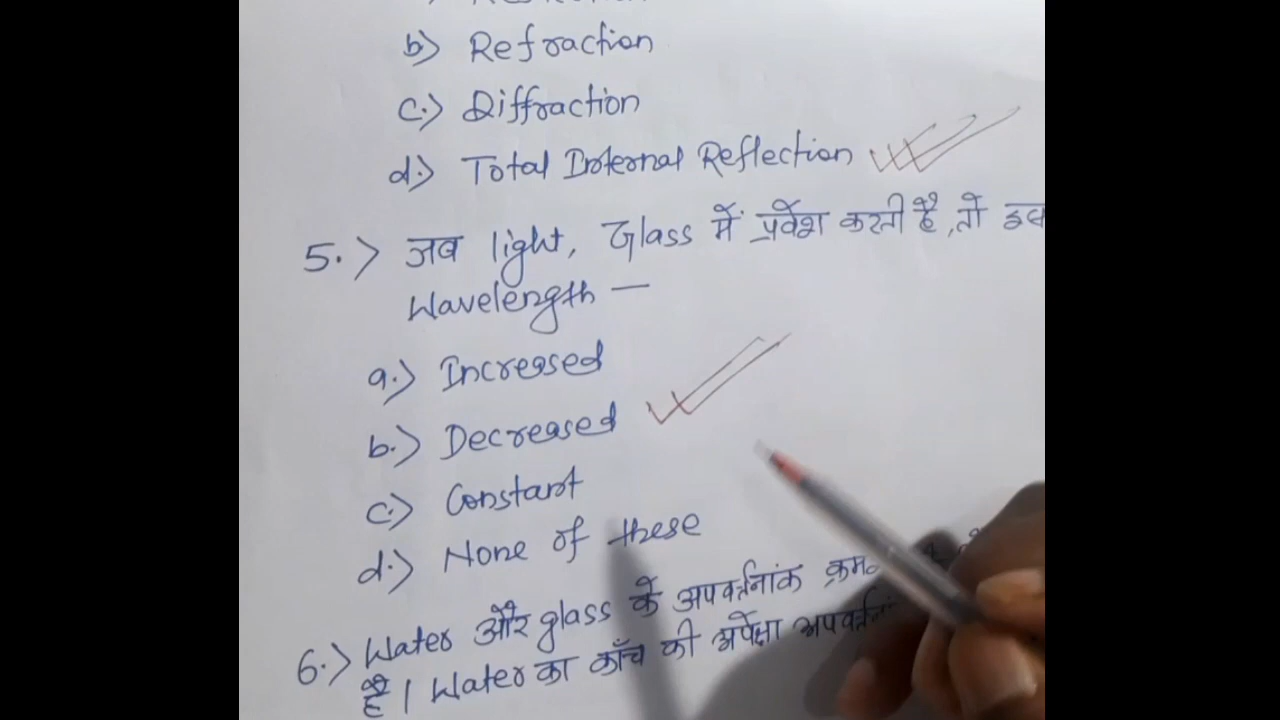 b) Refraction
c.) Diffraction
d.) Total Internal Reflection
5.) जब light, Glass में प्रवेश करती है, तो
Wavelength —
a.) Increased
b.) Decreased
c.) Constant
d.) None of these
6.) Water और glass के अपवर्तनांक
है। Water का काँच की अपेक्षा